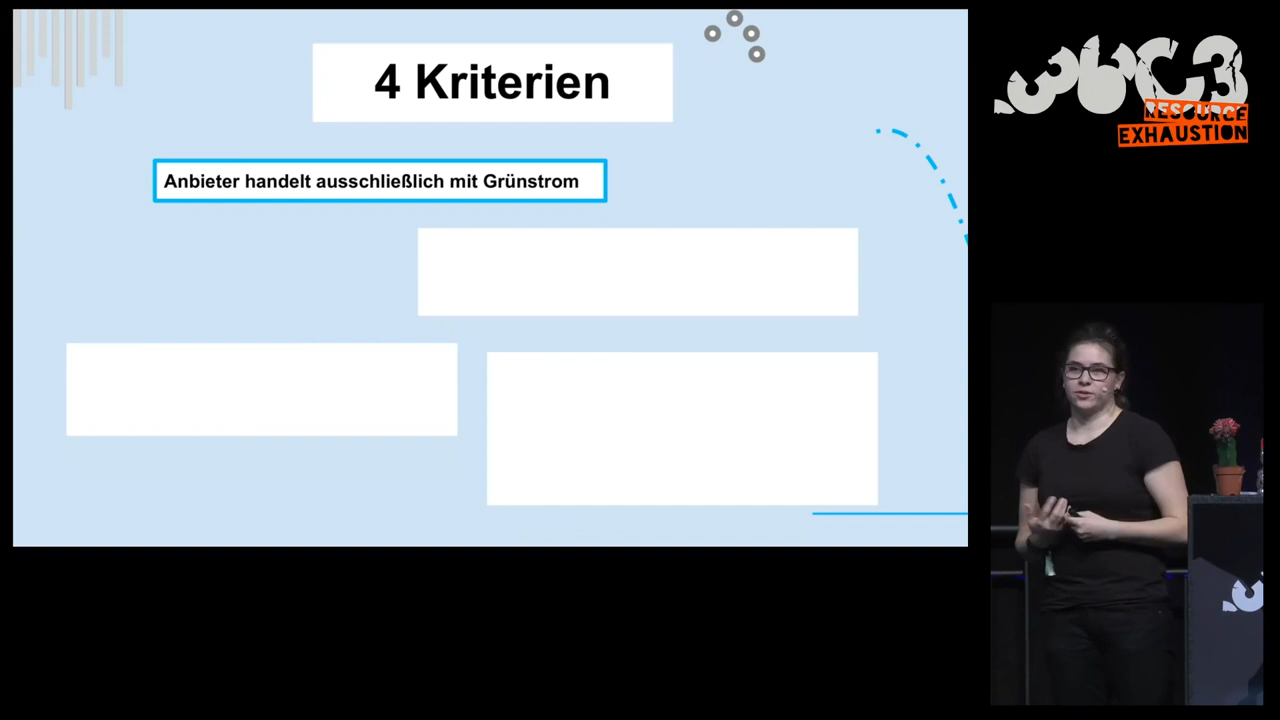 4 Kriterien
Anbieter handelt ausschließlich mit Grünstrom
36C3
RESOURCE
EXHAUSTION